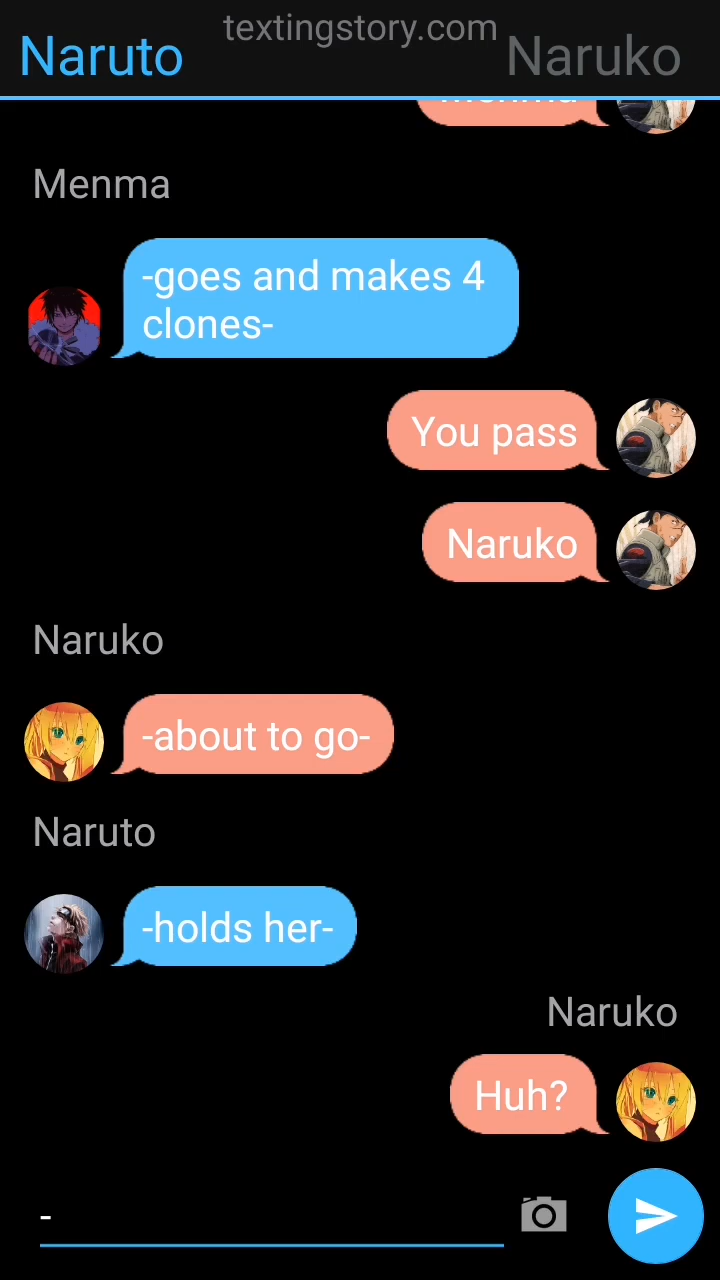 textingstory.com
Naruto
Naruko
Menma
-goes and makes 4
clones-
You pass
Naruko
Naruko
-about to go-
Naruto
-holds her-
Naruko
Huh?
-